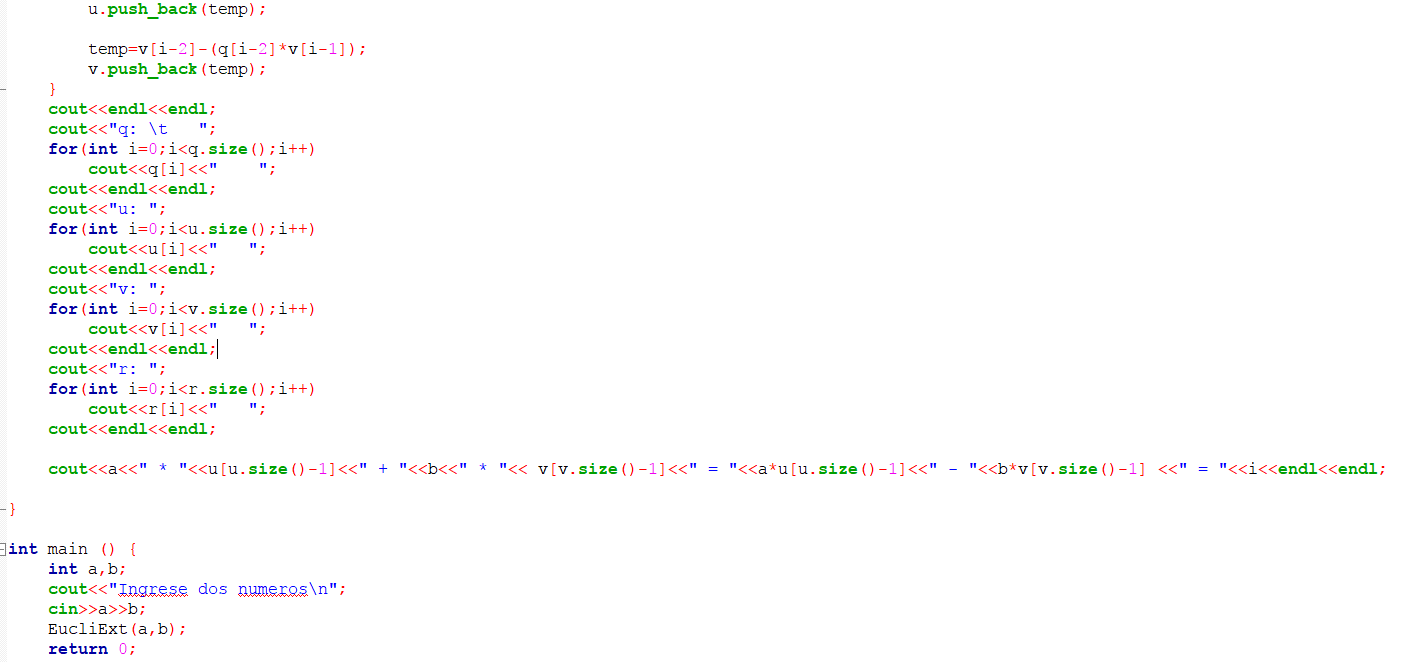 u.push_back(temp);

        temp=v[i-2]-(q[i-2]*v[i-1]);
        v.push_back(temp);
    }
    cout<<endl<<endl;
    cout<<"q: \t   ";
    for(int i=0;i<q.size();i++)
        cout<<q[i]<<"    ";
    cout<<endl<<endl;
    cout<<"u: ";
    for(int i=0;i<u.size();i++)
        cout<<u[i]<<"   ";
    cout<<endl<<endl;
    cout<<"v: ";
    for(int i=0;i<v.size();i++)
        cout<<v[i]<<"   ";
    cout<<endl<<endl;
    cout<<"r: ";
    for(int i=0;i<r.size();i++)
        cout<<r[i]<<"   ";
    cout<<endl<<endl;

    cout<<a<<" * "<<u[u.size()-1]<<" + "<<b<<" * "<< v[v.size()-1]<<" = "<<a*u[u.size()-1]<<" - "<<b*v[v.size()-1] <<" = "<<i<<endl<<endl;

}

int main () {
    int a,b;
    cout<<"Ingrese dos numeros\n";
    cin>>a>>b;
    EucliExt(a,b);
    return 0;